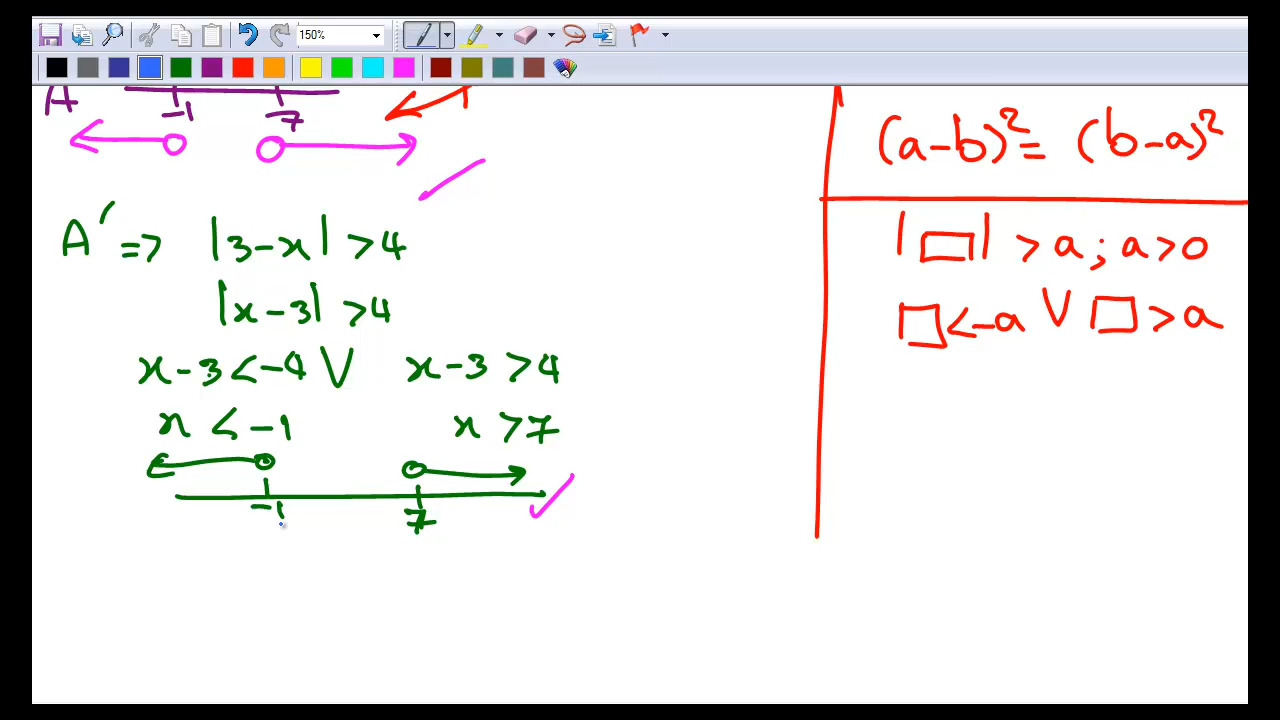 150%
A
-1 7
A′ => |3-x| >4
|x-3| >4
x-3<-4 V x-3 >4
x < -1 x >7
-1 7
(a-b)² = (b-a)²
|□| >a; a>0
□<-a V □>a